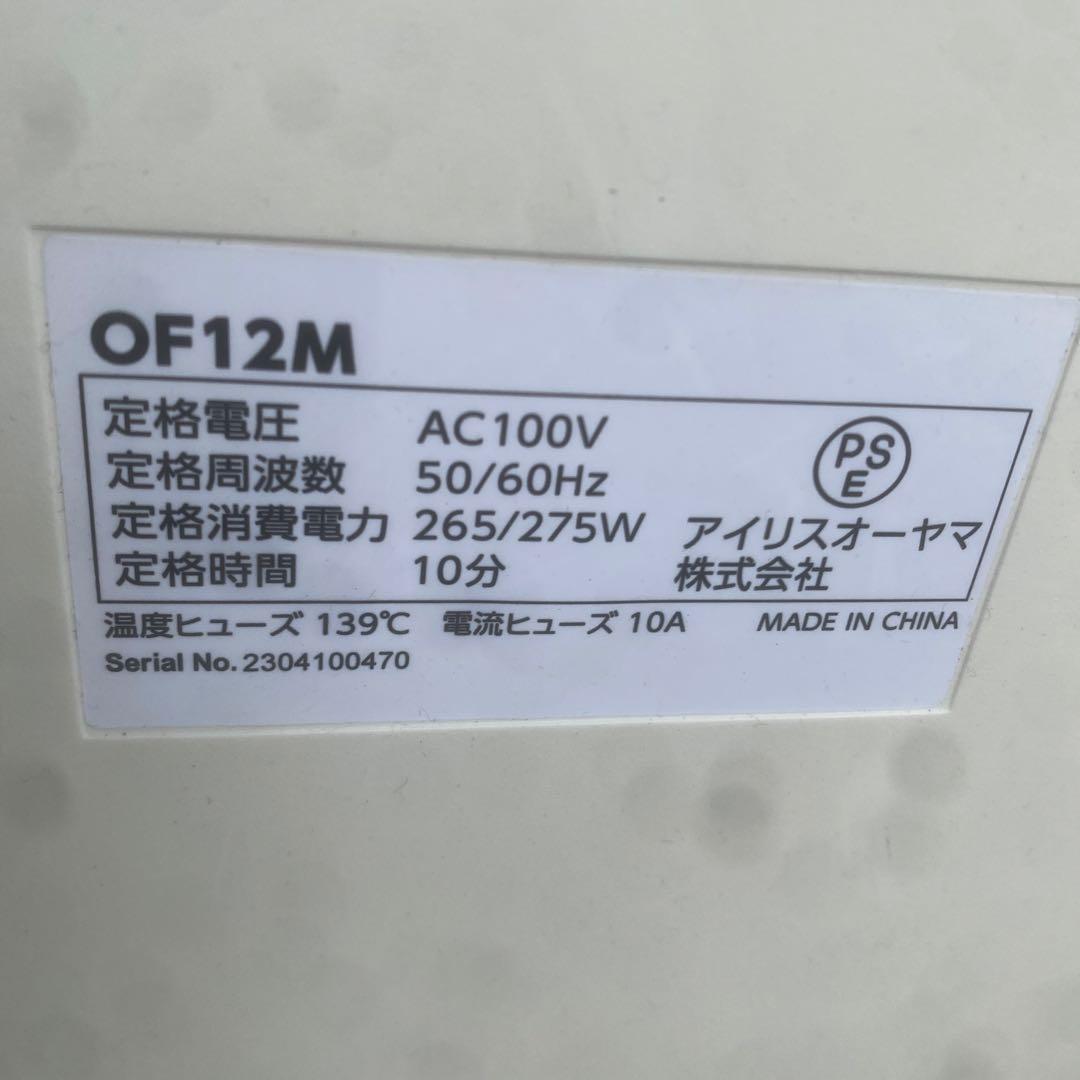 OF12M
定格電圧 AC100V
定格周波数 50/60Hz
定格消費電力 265/275W
定格時間 10分
PS
E
アイリスオーヤマ
株式会社
温度ヒューズ 139℃ 電流ヒューズ 10A MADE IN CHINA
Serial No. 2304100470